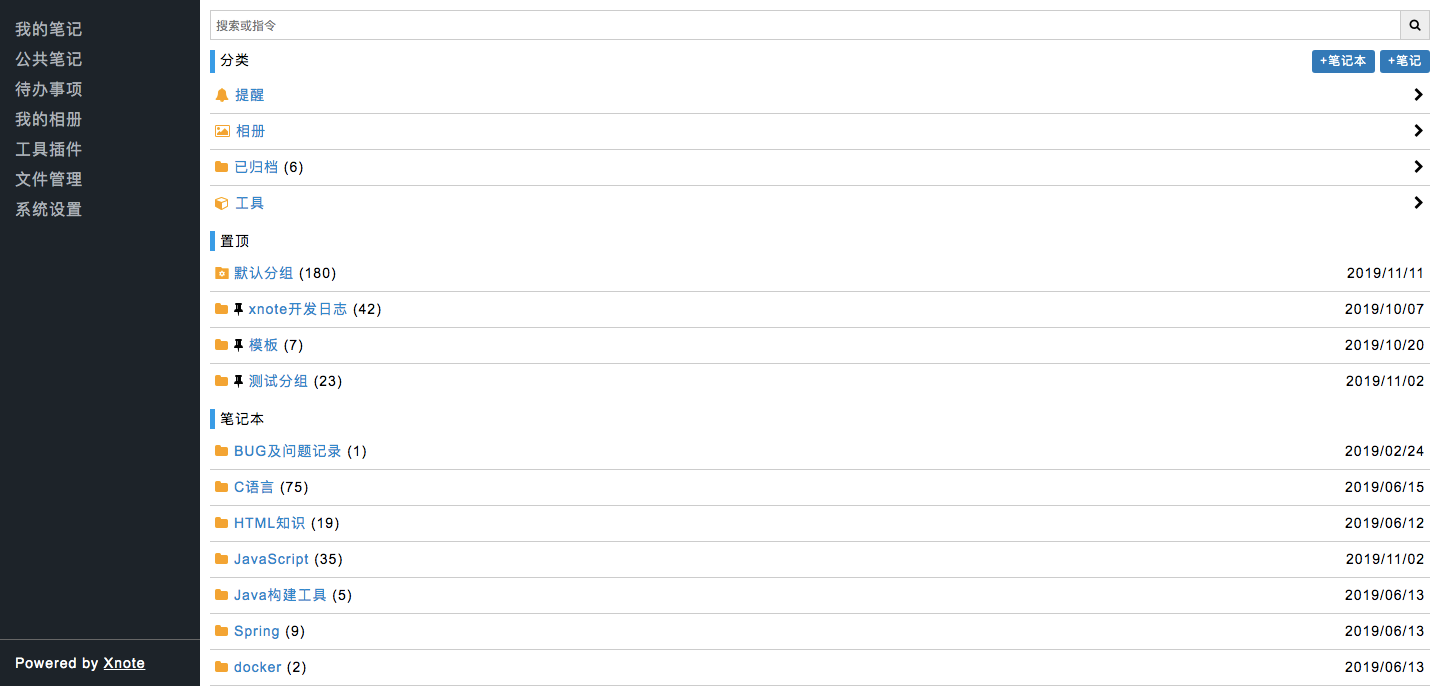 我的笔记
公共笔记
待办事项
我的相册
工具插件
文件管理
系统设置
Powered by Xnote
搜索或指令
分类 +笔记本 +笔记
提醒
相册
已归档 (6)
工具
置顶
默认分组 (180) 2019/11/11
xnote开发日志 (42) 2019/10/07
模板 (7) 2019/10/20
测试分组 (23) 2019/11/02
笔记本
BUG及问题记录 (1) 2019/02/24
C语言 (75) 2019/06/15
HTML知识 (19) 2019/06/12
JavaScript (35) 2019/11/02
Java构建工具 (5) 2019/06/13
Spring (9) 2019/06/13
docker (2) 2019/06/13